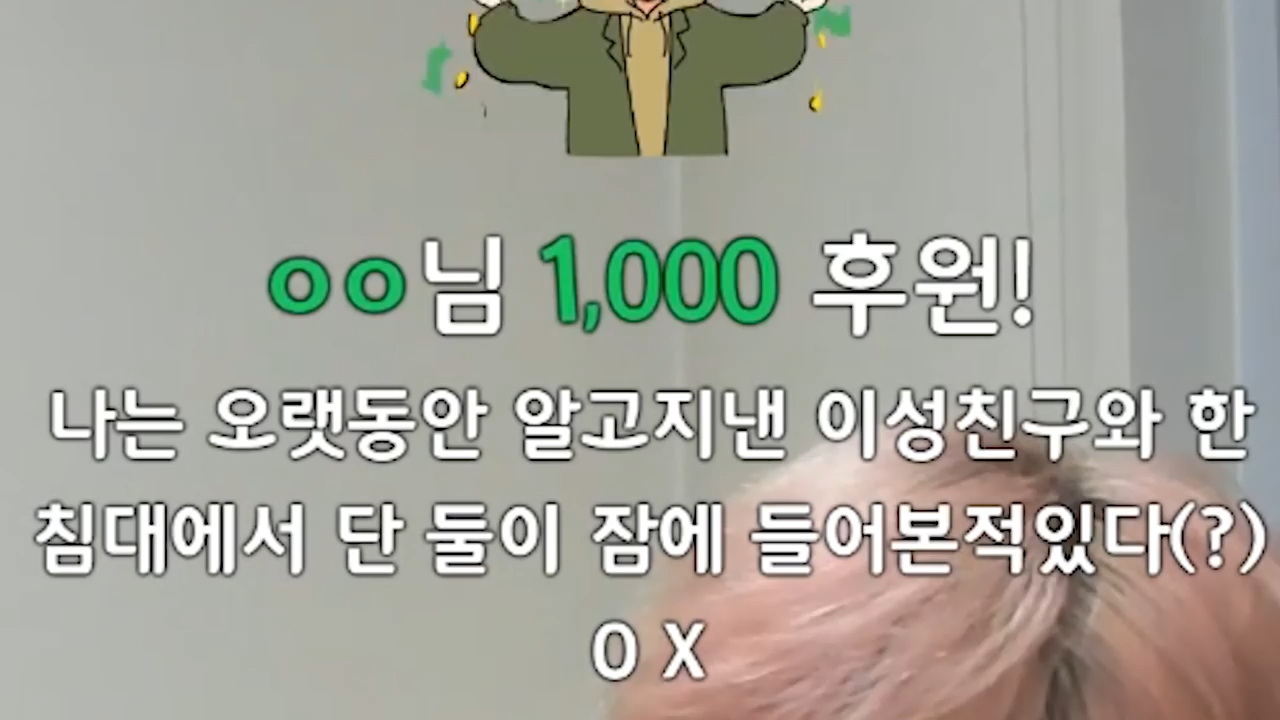 ㅇㅇ님 1,000 후원!
나는 오랫동안 알고지낸 이성친구와 한
침대에서 단 둘이 잠에 들어본적있다(?)
O X